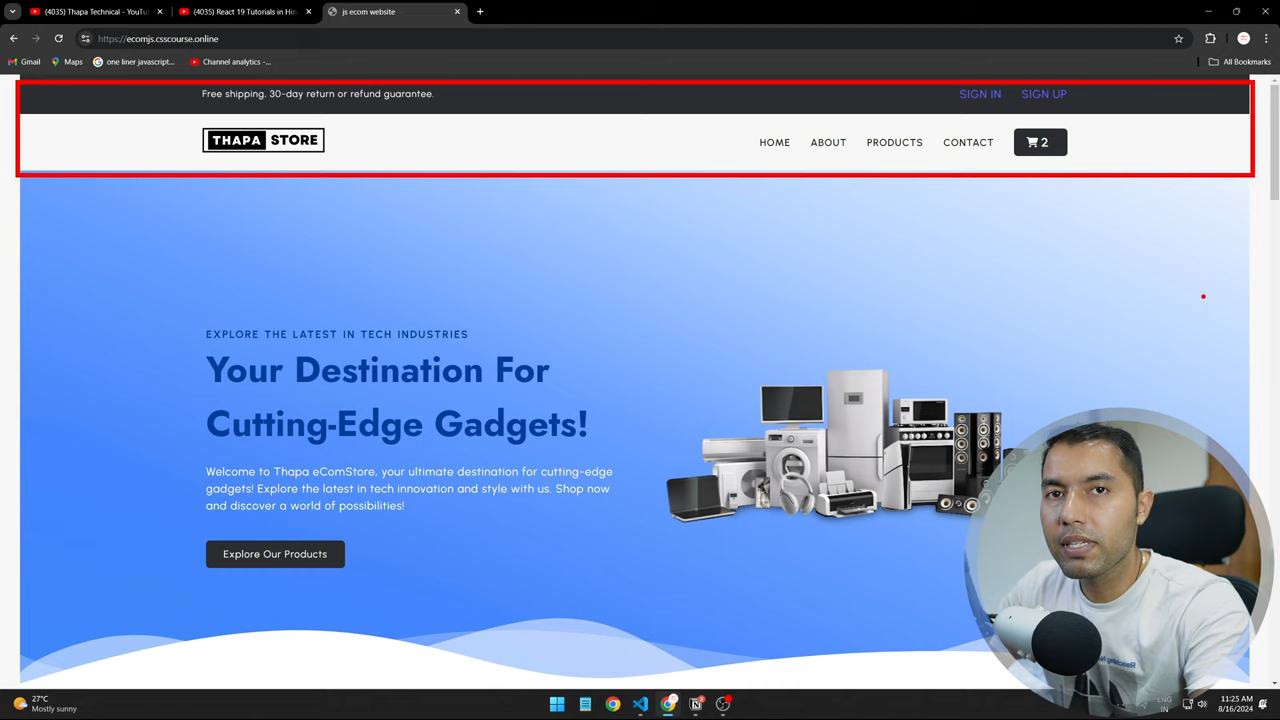 (4035) Thapa Technical - YouTu
(4035) React 19 Tutorials in Hin
js ecom website
https://ecomjs.csscourse.online
Gmail
Maps
one liner javascript...
Channel analytics -...
All Bookmarks
Free shipping, 30-day return or refund guarantee.
SIGN IN
SIGN UP
THAPA STORE
HOME
ABOUT
PRODUCTS
CONTACT
2
EXPLORE THE LATEST IN TECH INDUSTRIES
Your Destination For
Cutting-Edge Gadgets!
Welcome to Thapa eComStore, your ultimate destination for cutting-edge
gadgets! Explore the latest in tech innovation and style with us. Shop now
and discover a world of possibilities!
Explore Our Products
27°C
Mostly sunny
ENG
IN
11:25 AM
8/16/2024